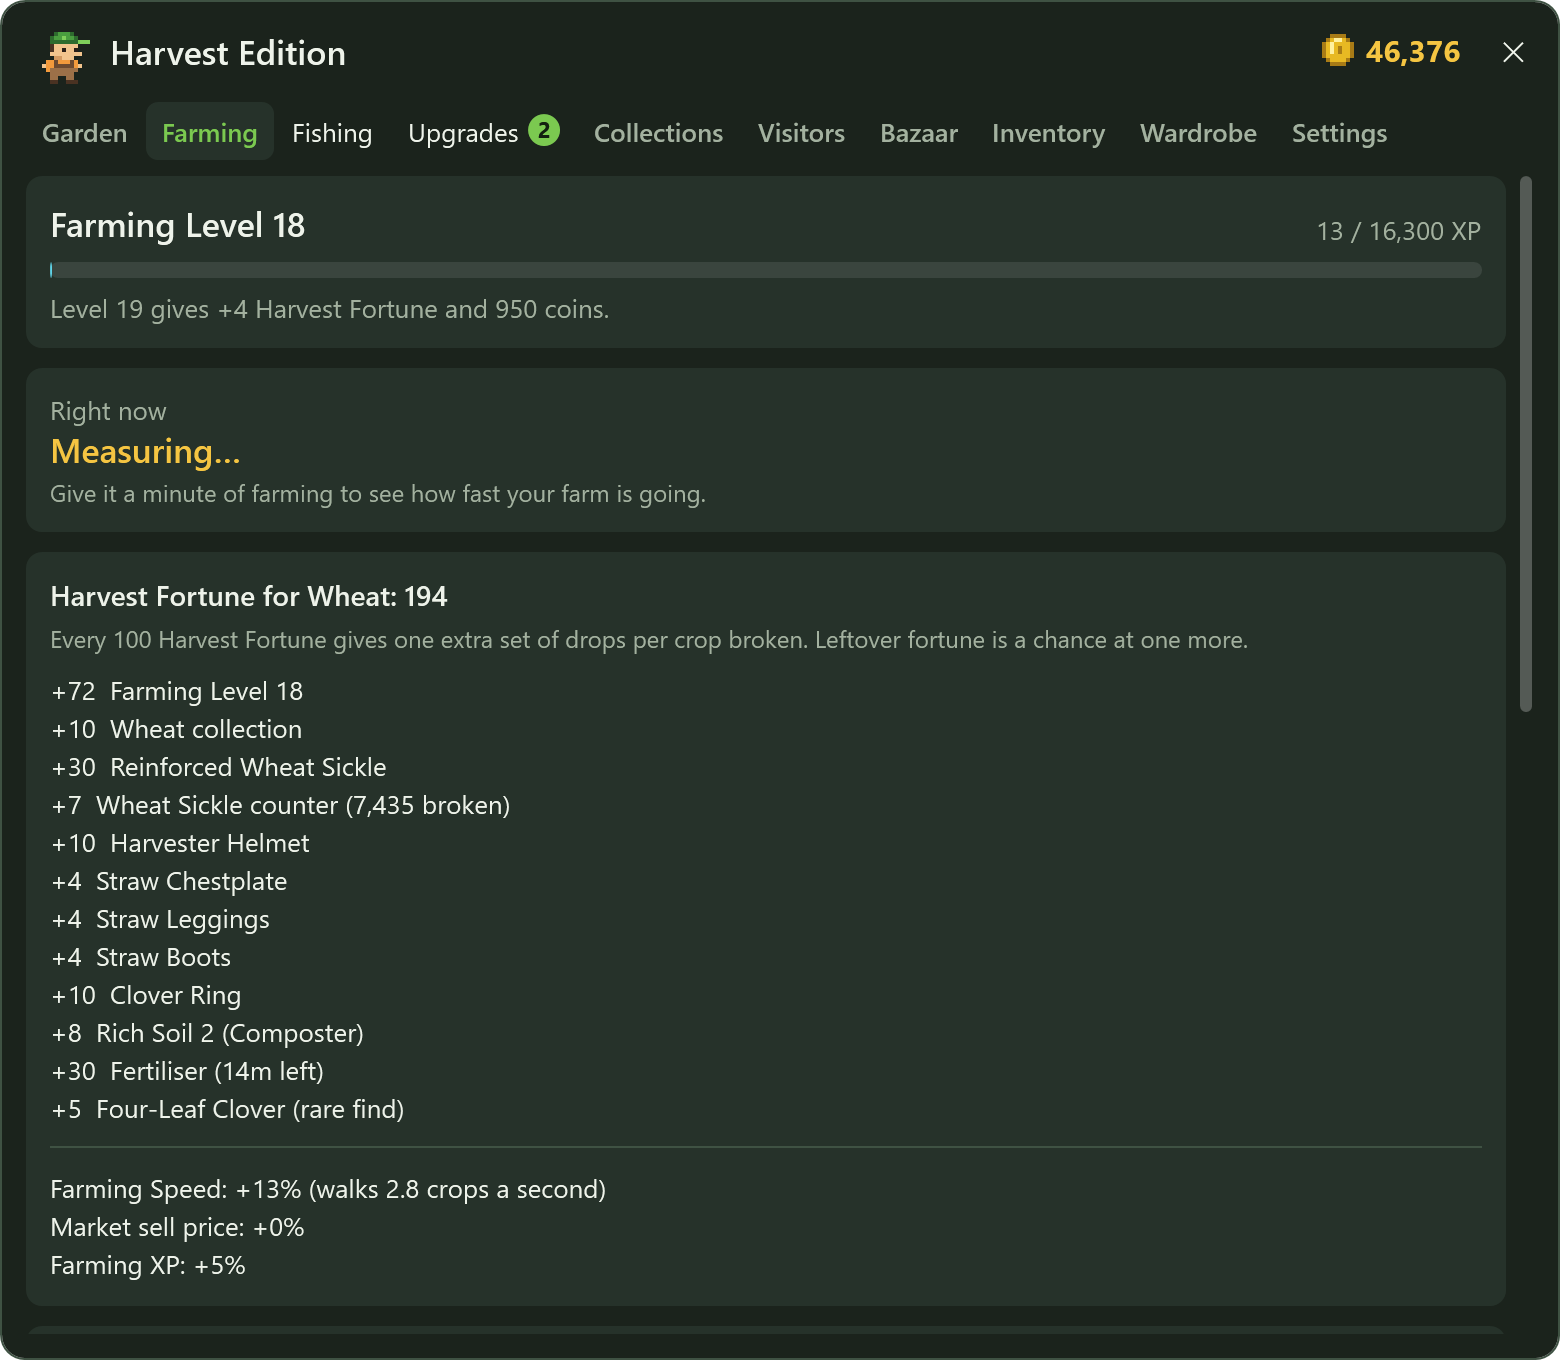 Harvest Edition
46,376
Garden Farming Fishing Upgrades 2 Collections Visitors Bazaar Inventory Wardrobe Settings
Farming Level 18
13 / 16,300 XP
Level 19 gives +4 Harvest Fortune and 950 coins.
Right now
Measuring...
Give it a minute of farming to see how fast your farm is going.
Harvest Fortune for Wheat: 194
Every 100 Harvest Fortune gives one extra set of drops per crop broken. Leftover fortune is a chance at one more.
+72 Farming Level 18
+10 Wheat collection
+30 Reinforced Wheat Sickle
+7 Wheat Sickle counter (7,435 broken)
+10 Harvester Helmet
+4 Straw Chestplate
+4 Straw Leggings
+4 Straw Boots
+10 Clover Ring
+8 Rich Soil 2 (Composter)
+30 Fertiliser (14m left)
+5 Four-Leaf Clover (rare find)
Farming Speed: +13% (walks 2.8 crops a second)
Market sell price: +0%
Farming XP: +5%